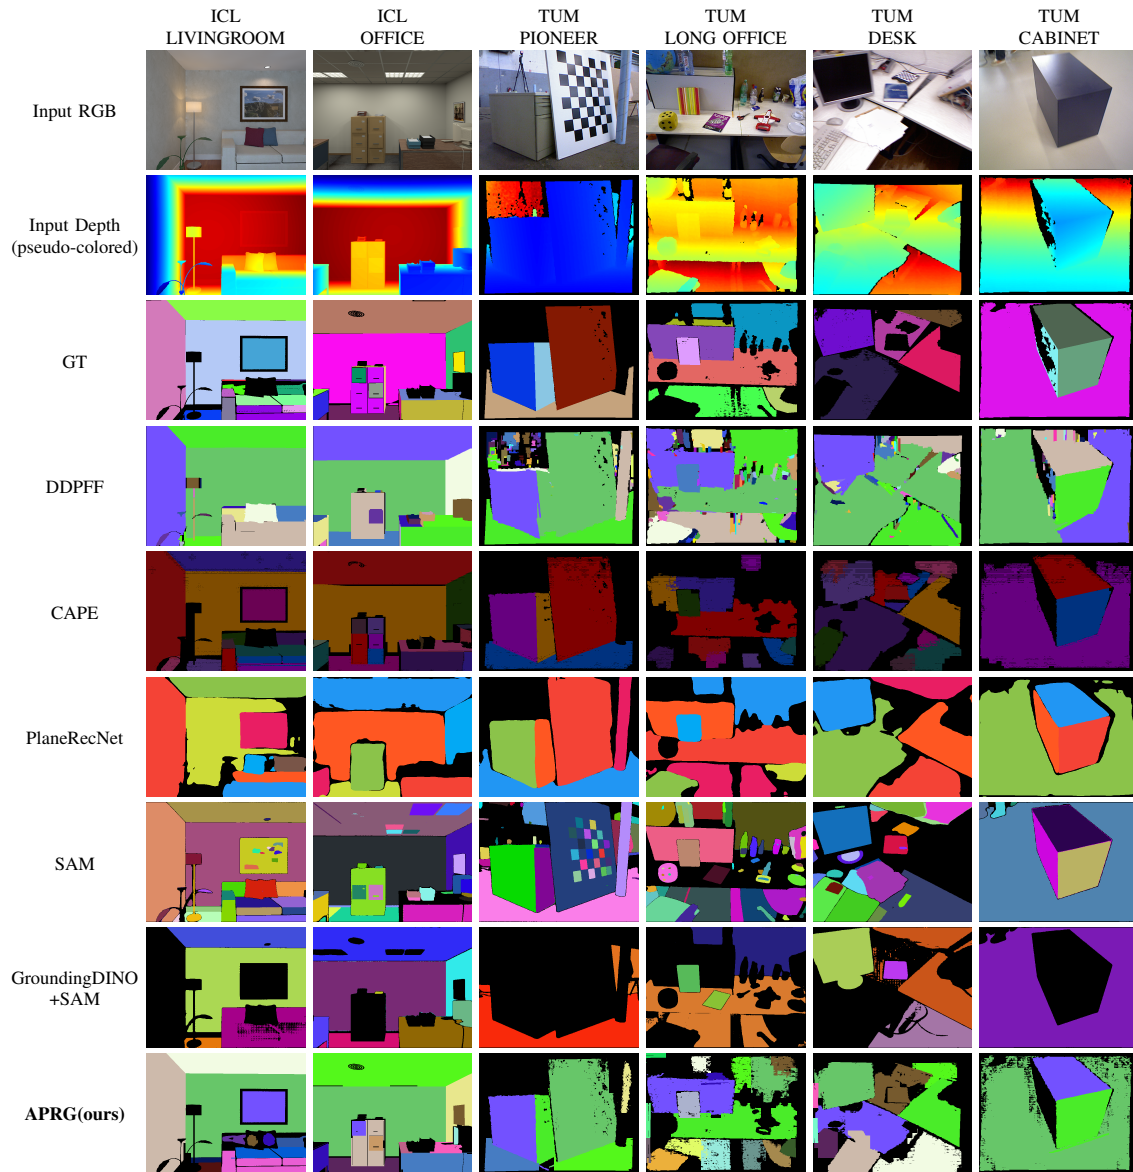 ICL
LIVINGROOM
ICL
OFFICE
TUM
PIONEER
TUM
LONG OFFICE
TUM
DESK
TUM
CABINET
Input RGB
Input Depth
(pseudo-colored)
GT
DDPFF
CAPE
PlaneRecNet
SAM
GroundingDINO
+SAM
APRG(ours)